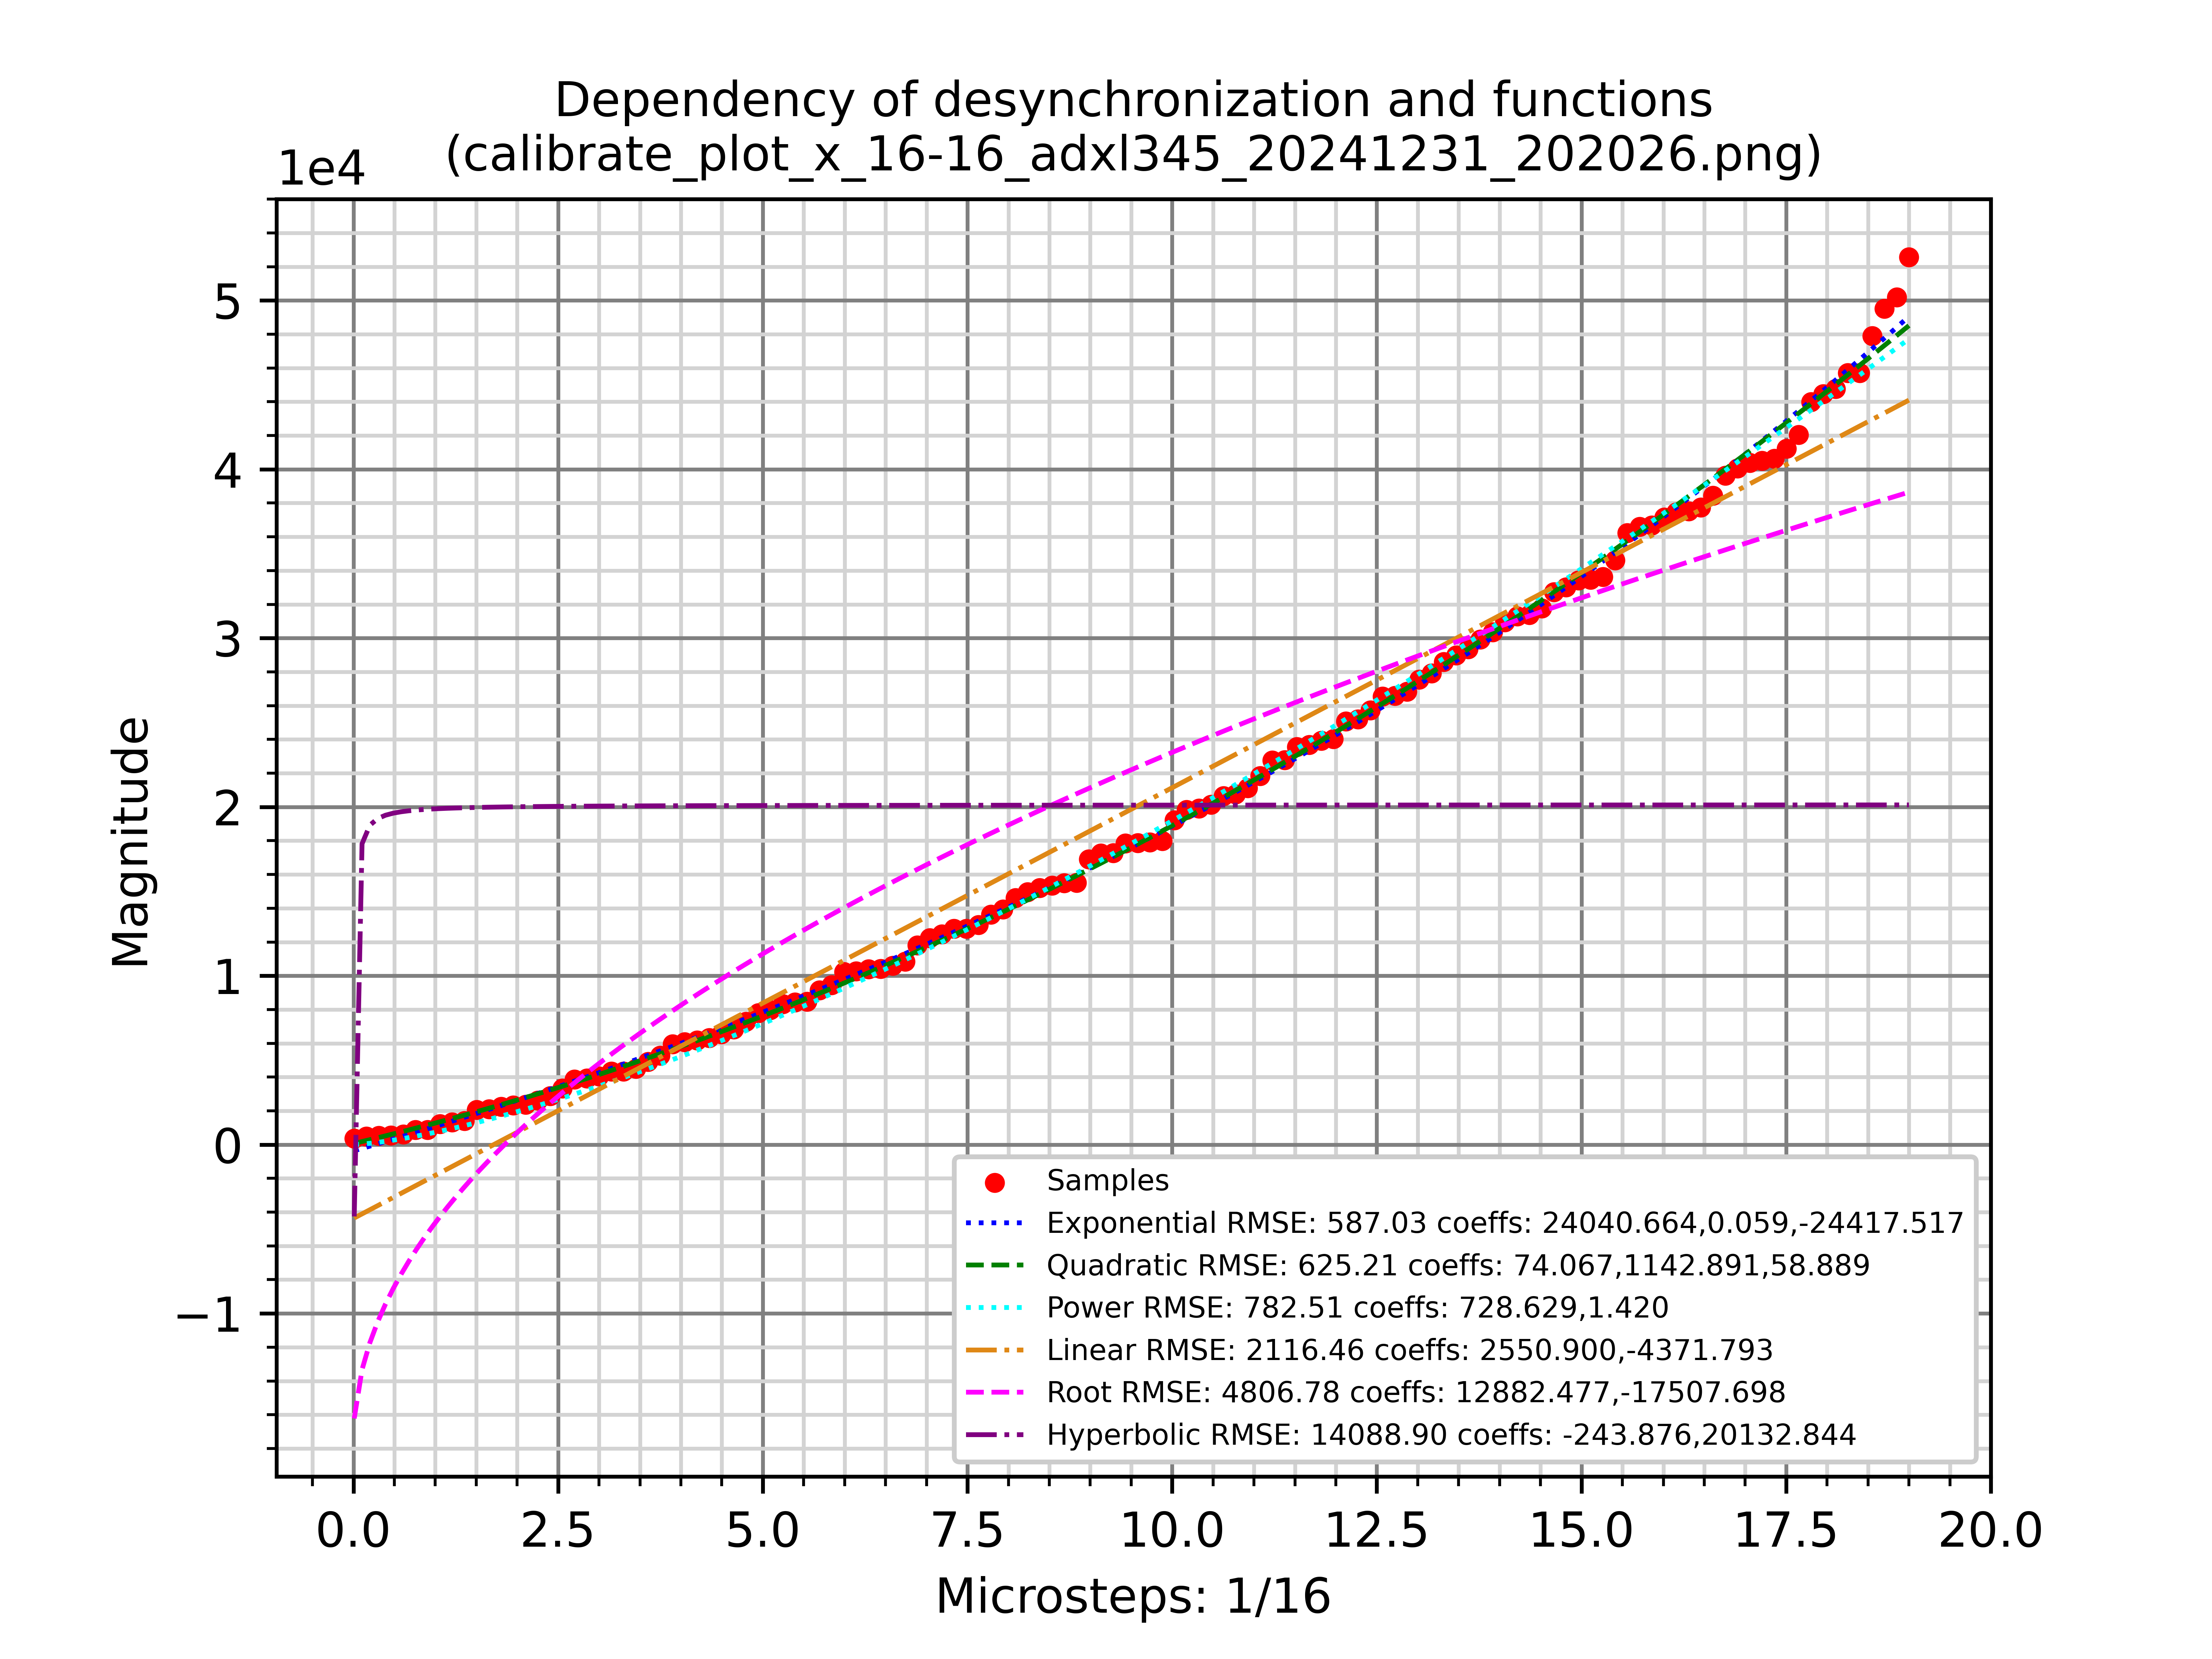 Dependency of desynchronization and functions
(calibrate_plot_x_16-16_adxl345_20241231_202026.png)
1e4
5
4
3
2
1
0
−1
Magnitude
Samples
Exponential RMSE: 587.03 coeffs: 24040.664,0.059,-24417.517
Quadratic RMSE: 625.21 coeffs: 74.067,1142.891,58.889
Power RMSE: 782.51 coeffs: 728.629,1.420
Linear RMSE: 2116.46 coeffs: 2550.900,-4371.793
Root RMSE: 4806.78 coeffs: 12882.477,-17507.698
Hyperbolic RMSE: 14088.90 coeffs: -243.876,20132.844
0.0 2.5 5.0 7.5 10.0 12.5 15.0 17.5 20.0
Microsteps: 1/16